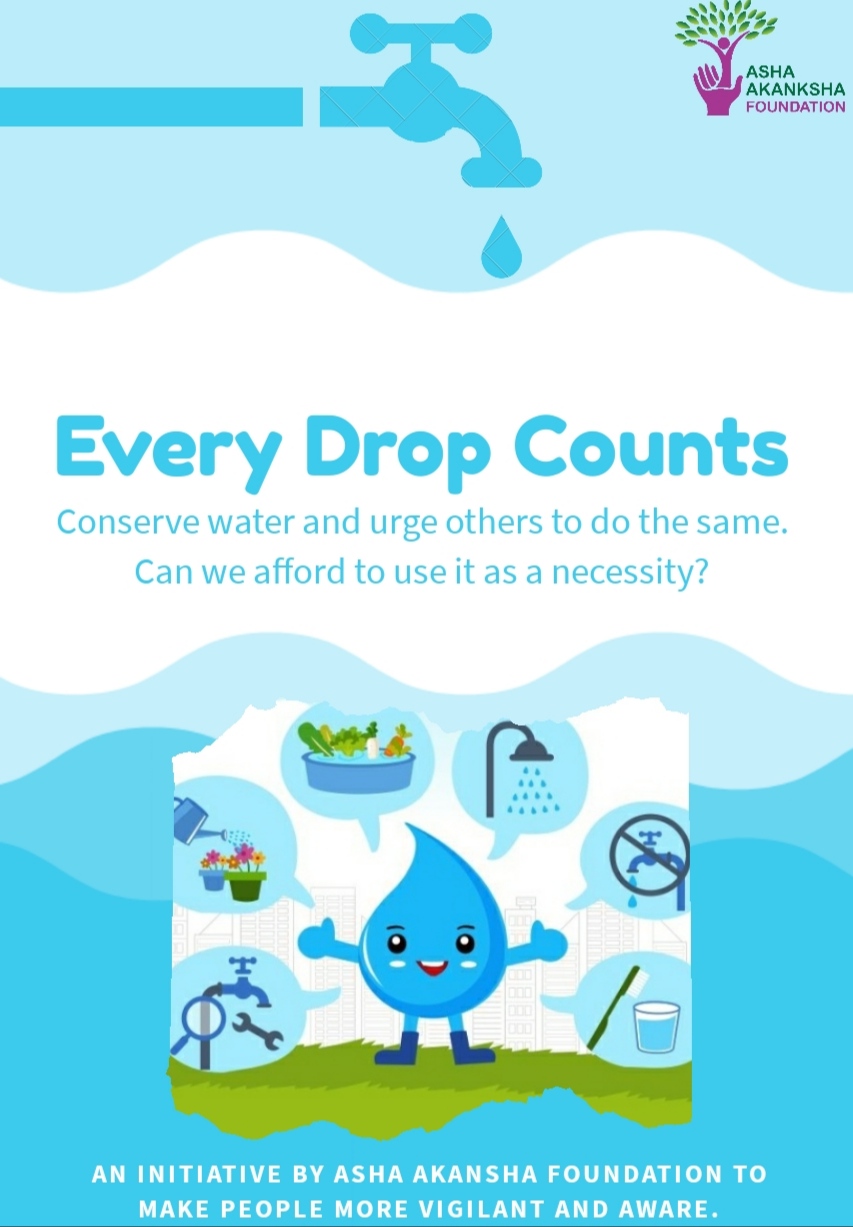 ASHA
AKANKSHA
FOUNDATION
Every Drop Counts
Conserve water and urge others to do the same.
Can we afford to use it as a necessity?
AN INITIATIVE BY ASHA AKANSHA FOUNDATION TO
MAKE PEOPLE MORE VIGILANT AND AWARE.